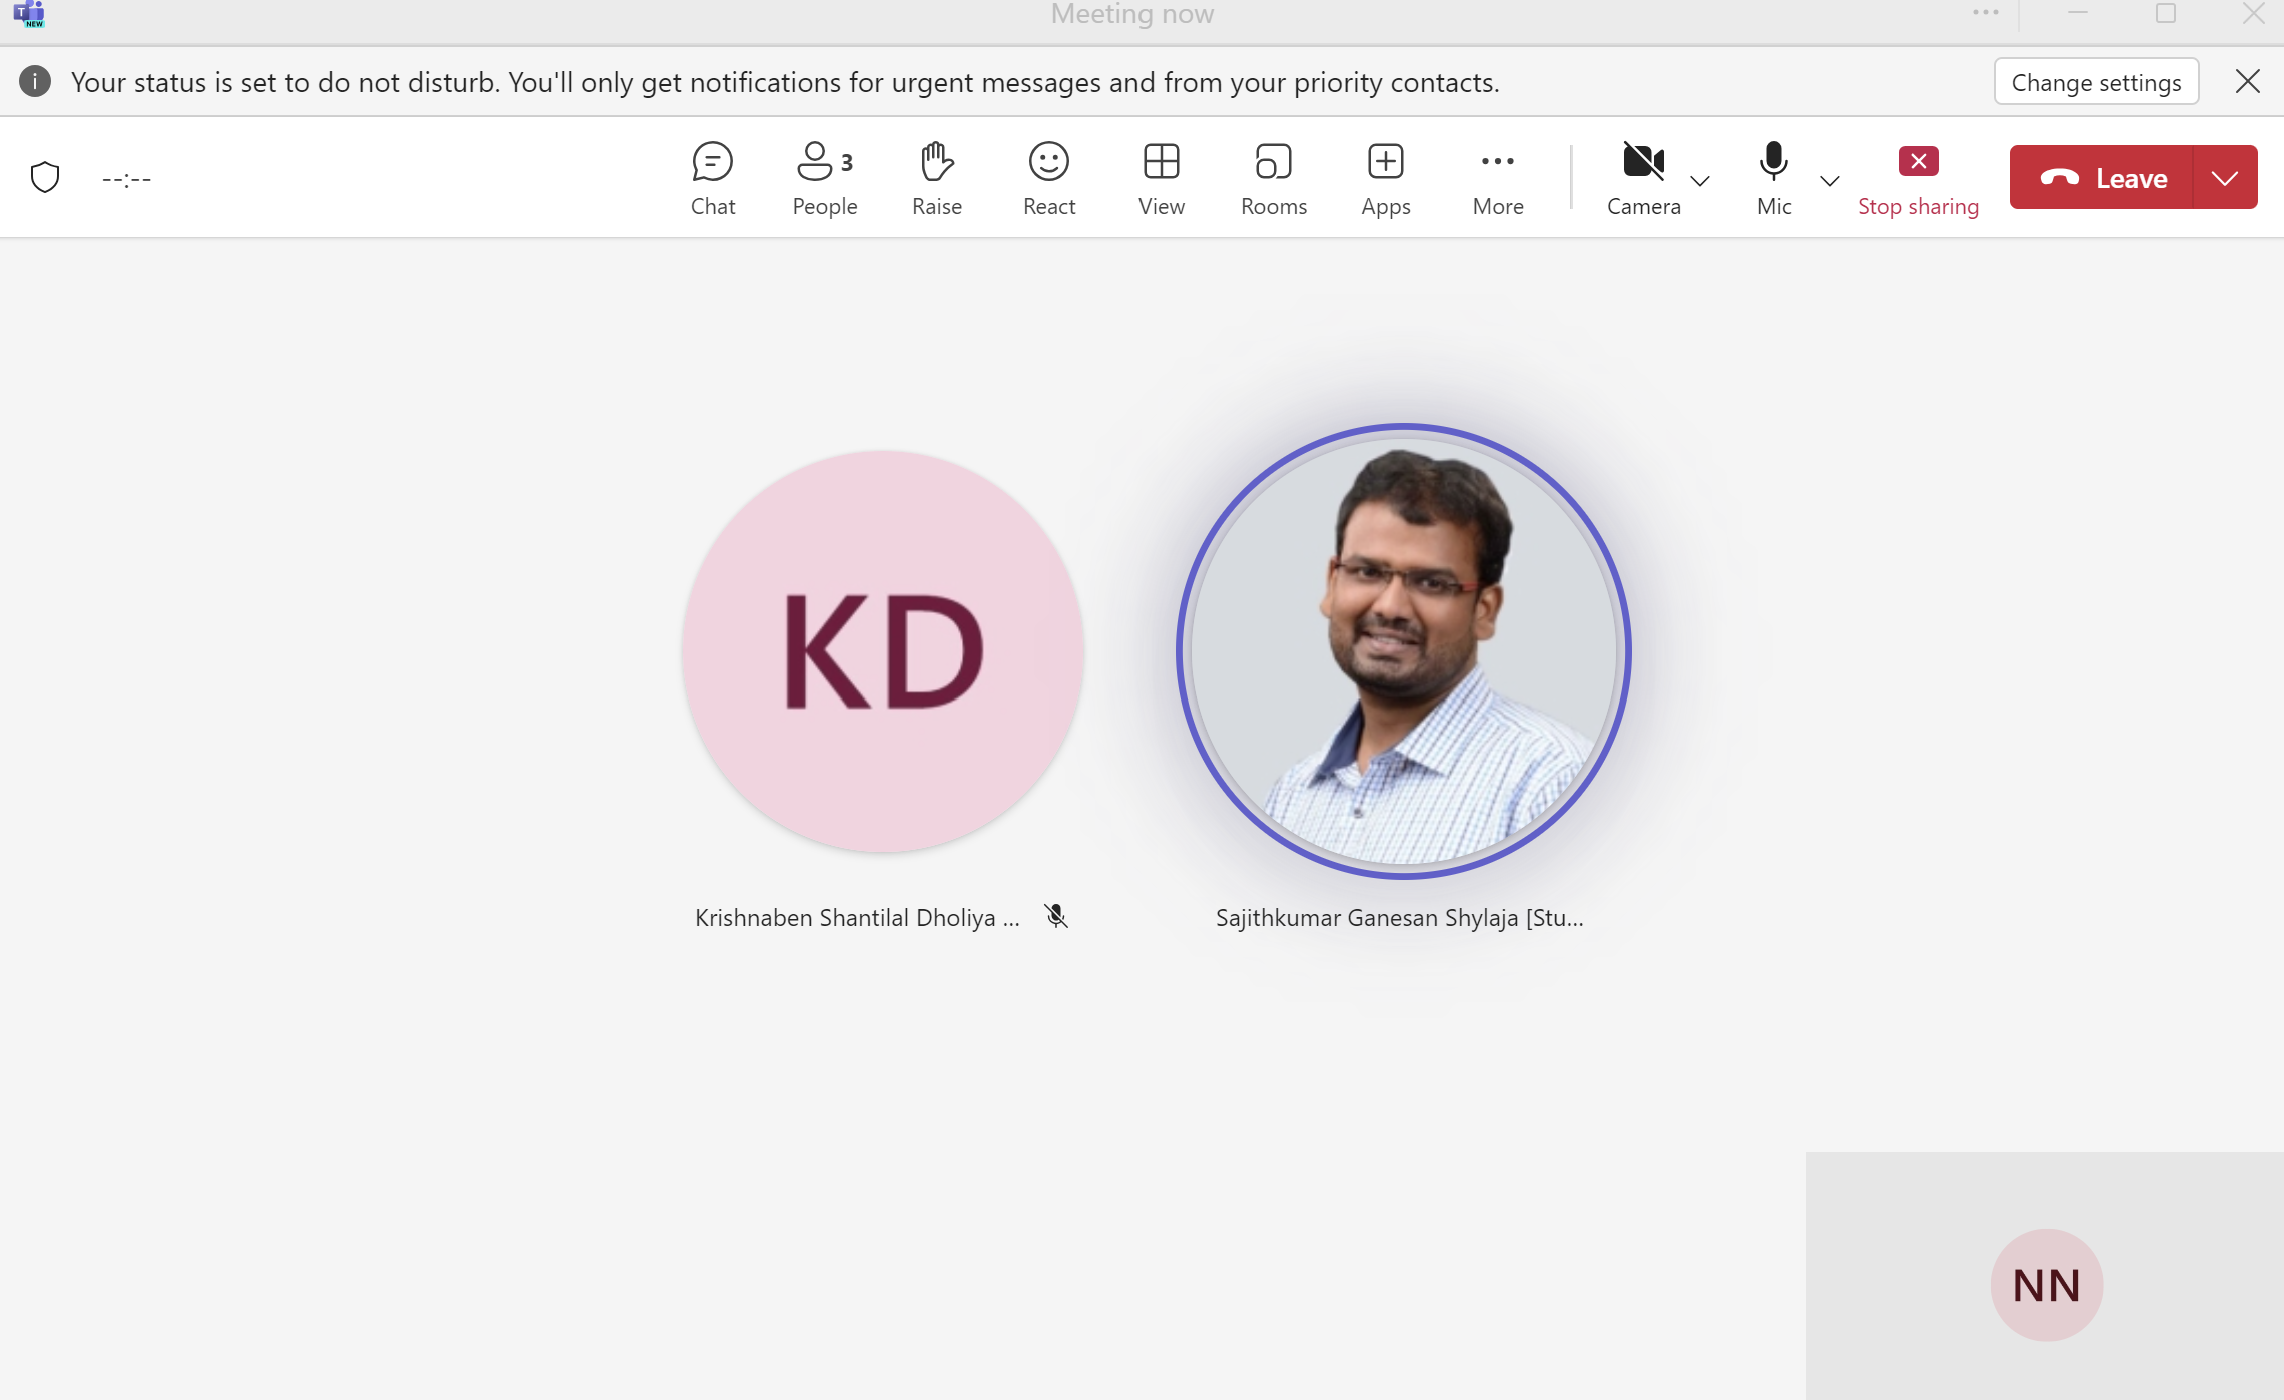 T NEW
Meeting now
Your status is set to do not disturb. You'll only get notifications for urgent messages and from your priority contacts.
Change settings
--:--
3
Chat People Raise React View Rooms Apps More Camera Mic Stop sharing
Leave
KD
Krishnaben Shantilal Dholiya ...
Sajithkumar Ganesan Shylaja [Stu...
NN